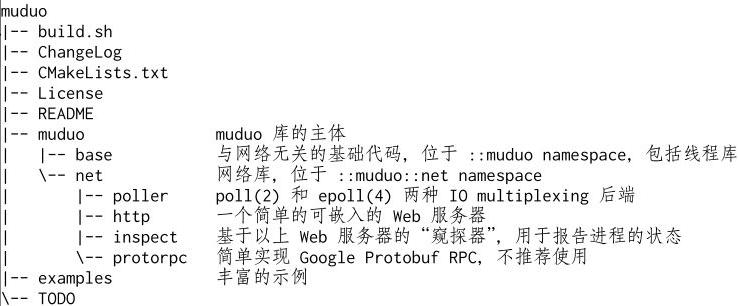 muduo
|-- build.sh
|-- ChangeLog
|-- CMakeLists.txt
|-- License
|-- README
|-- muduo           muduo 库的主体
|   |-- base        与网络无关的基础代码，位于 ::muduo namespace，包括线程库
|   \-- net         网络库，位于 ::muduo::net namespace
|       |-- poller  poll(2) 和 epoll(4) 两种 IO multiplexing 后端
|       |-- http    一个简单的可嵌入的 Web 服务器
|       |-- inspect 基于以上 Web 服务器的“窥探器”，用于报告进程的状态
|       \-- protorpc 简单实现 Google Protobuf RPC，不推荐使用
|-- examples        丰富的示例
\-- TODO